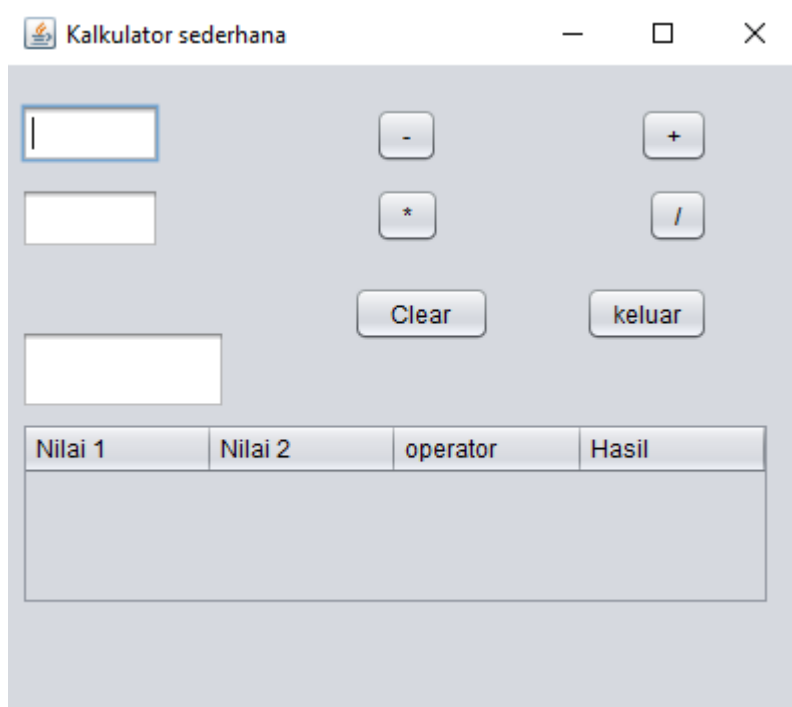 Kalkulator sederhana
- +
* /
Clear keluar
Nilai 1 Nilai 2 operator Hasil